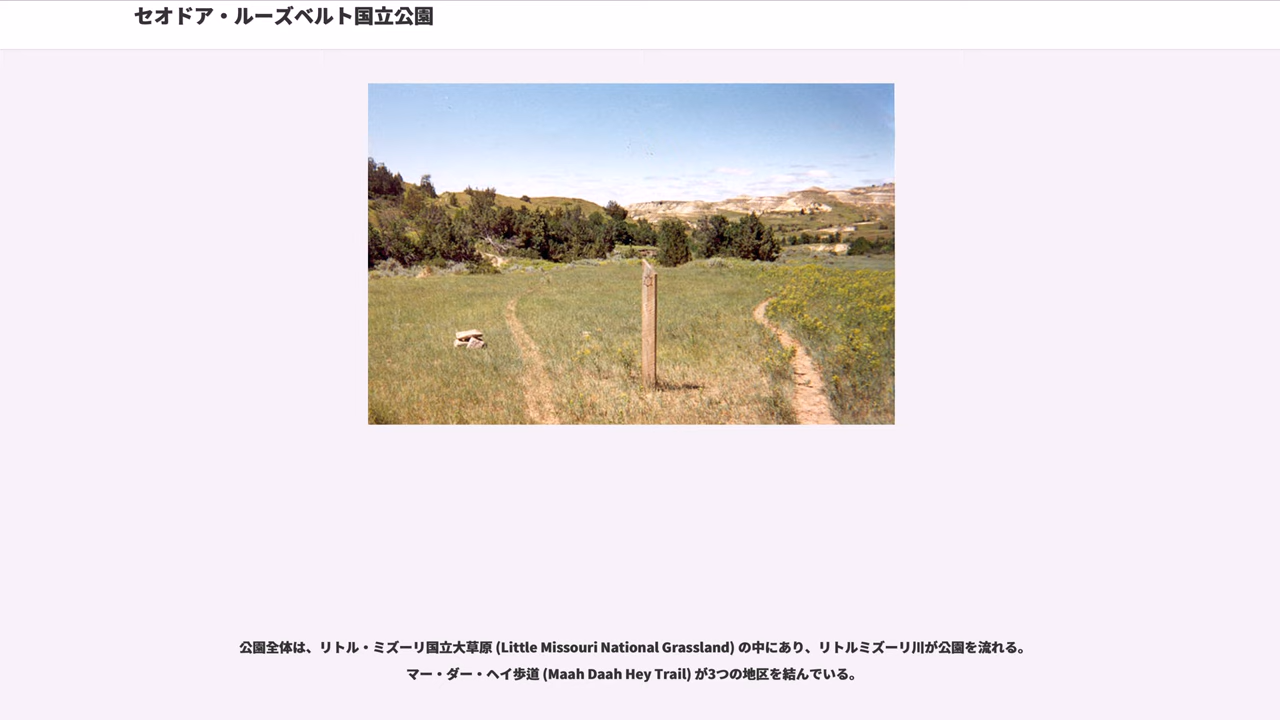 セオドア・ルーズベルト国立公園
公園全体は、リトル・ミズーリ国立大草原 (Little Missouri National Grassland) の中にあり、リトルミズーリ川が公園を流れる。
マー・ダー・ヘイ歩道 (Maah Daah Hey Trail) が3つの地区を結んでいる。